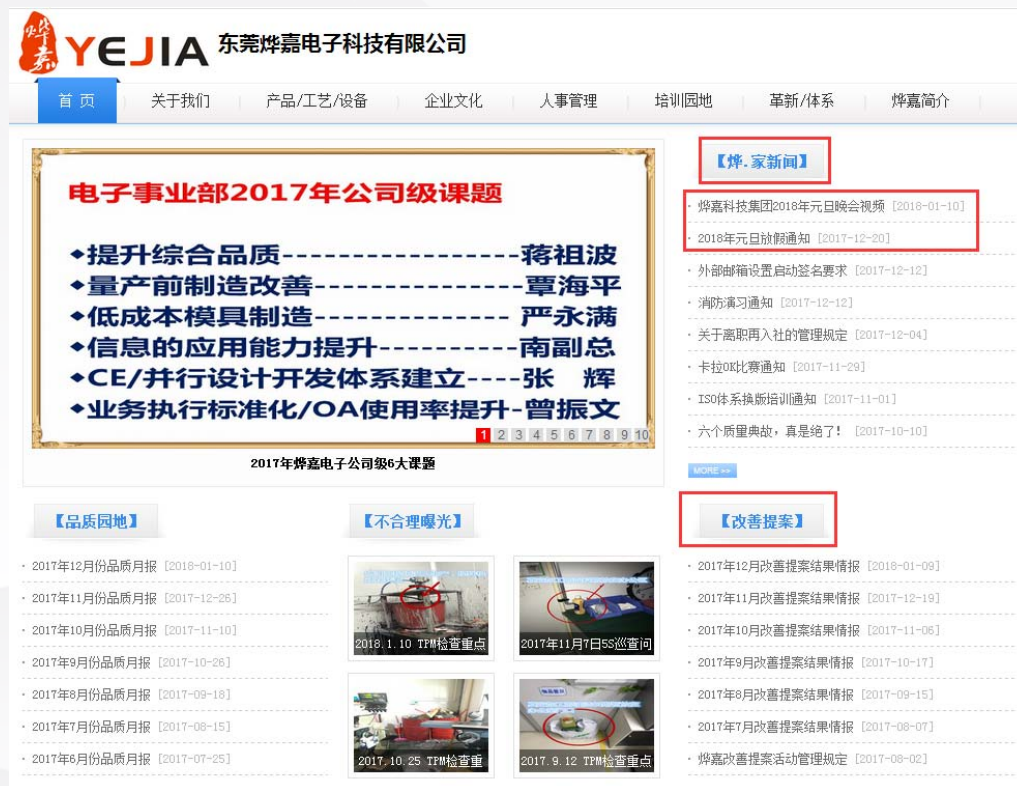 烨嘉
YEJIA
东莞烨嘉电子科技有限公司
首 页
关于我们
产品/工艺/设备
企业文化
人事管理
培训园地
革新/体系
烨嘉简介
电子事业部2017年公司级课题
◆提升综合品质------------------蒋祖波
◆量产前制造改善----------------覃海平
◆低成本模具制造--------------- 严永满
◆信息的应用能力提升----------南副总
◆CE/并行设计开发体系建立----张 辉
◆业务执行标准化/OA使用率提升-曾振文
1 2 3 4 5 6 7 8 9 10
2017年烨嘉电子公司级6大课题
【烨.家新闻】
· 烨嘉科技集团2018年元旦晚会视频 [2018-01-10]
· 2018年元旦放假通知 [2017-12-20]
· 外部邮箱设置启动签名要求 [2017-12-12]
· 消防演习通知 [2017-12-12]
· 关于离职再入社的管理规定 [2017-12-04]
· 卡拉OK比赛通知 [2017-11-29]
· ISO体系换版培训通知 [2017-11-01]
· 六个质量典故，真是绝了! [2017-10-10]
MORE >>
【品质园地】
· 2017年12月份品质月报 [2018-01-10]
· 2017年11月份品质月报 [2017-12-26]
· 2017年10月份品质月报 [2017-11-10]
· 2017年9月份品质月报 [2017-10-26]
· 2017年8月份品质月报 [2017-09-18]
· 2017年7月份品质月报 [2017-08-15]
· 2017年6月份品质月报 [2017-07-25]
【不合理曝光】
2018.1.10 TPM检查重点
2017年11月7日5S巡查问
2017.10.25 TPM检查重
2017.9.12 TPM检查重点
【改善提案】
· 2017年12月改善提案结果情报 [2018-01-09]
· 2017年11月改善提案结果情报 [2017-12-19]
· 2017年10月改善提案结果情报 [2017-11-06]
· 2017年9月改善提案结果情报 [2017-10-17]
· 2017年8月改善提案结果情报 [2017-09-15]
· 2017年7月改善提案结果情报 [2017-08-07]
· 烨嘉改善提案活动管理规定 [2017-08-02]